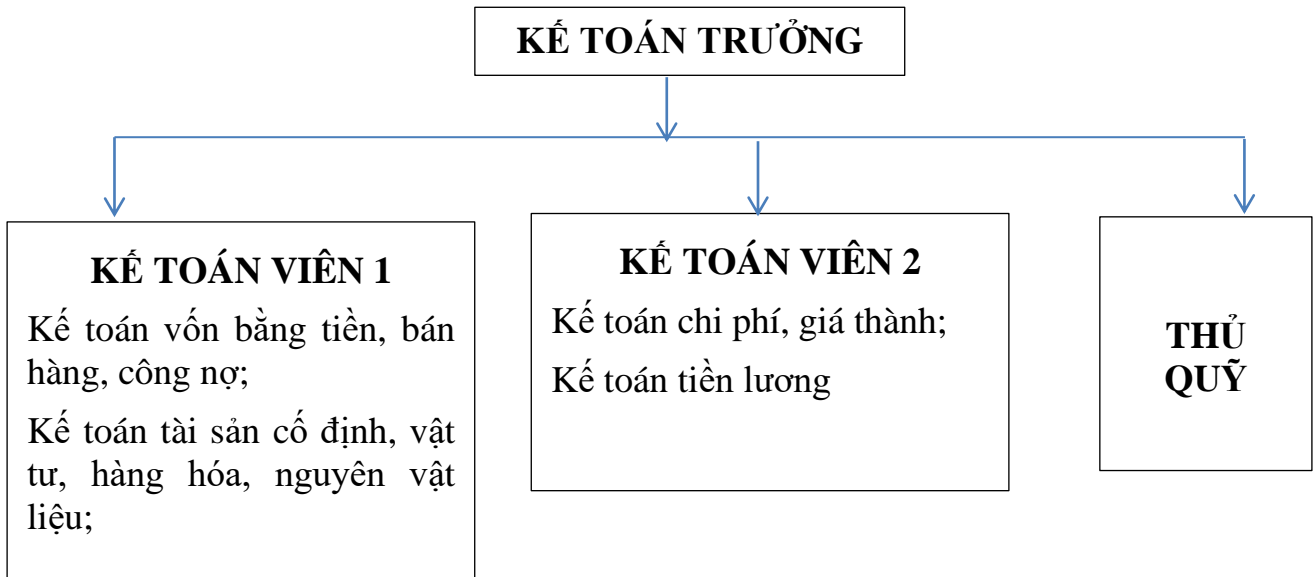 KẾ TOÁN TRƯỞNG
KẾ TOÁN VIÊN 1
Kế toán vốn bằng tiền, bán
hàng, công nợ;
Kế toán tài sản cố định, vật
tư, hàng hóa, nguyên vật
liệu;
KẾ TOÁN VIÊN 2
Kế toán chi phí, giá thành;
Kế toán tiền lương
THỦ
QUỸ